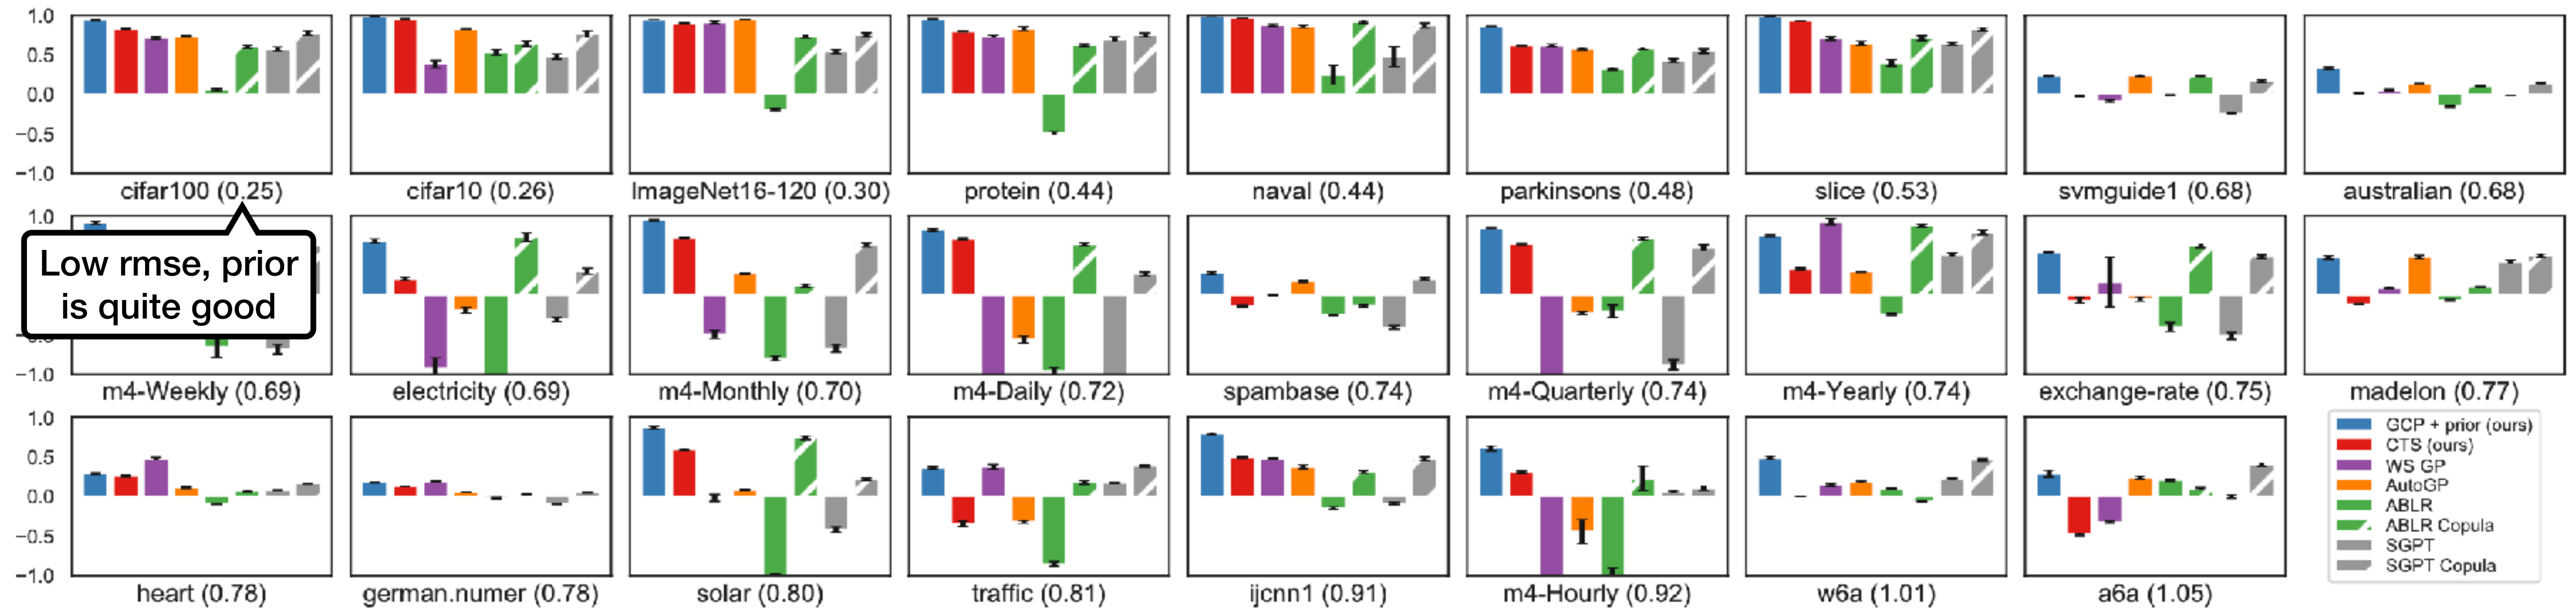 1.0
0.5
0.0
−0.5
−1.0
cifar100 (0.25)
cifar10 (0.26)
ImageNet16-120 (0.30)
protein (0.44)
naval (0.44)
parkinsons (0.48)
slice (0.53)
svmguide1 (0.68)
australian (0.68)
1.0
Low rmse, prior
is quite good
−1.0
m4-Weekly (0.69)
electricity (0.69)
m4-Monthly (0.70)
m4-Daily (0.72)
spambase (0.74)
m4-Quarterly (0.74)
m4-Yearly (0.74)
exchange-rate (0.75)
madelon (0.77)
1.0
0.5
0.0
−0.5
−1.0
heart (0.78)
german.numer (0.78)
solar (0.80)
traffic (0.81)
ijcnn1 (0.91)
m4-Hourly (0.92)
w6a (1.01)
a6a (1.05)
GCP + prior (ours)
CTS (ours)
WS GP
AutoGP
ABLR
ABLR Copula
SGPT
SGPT Copula